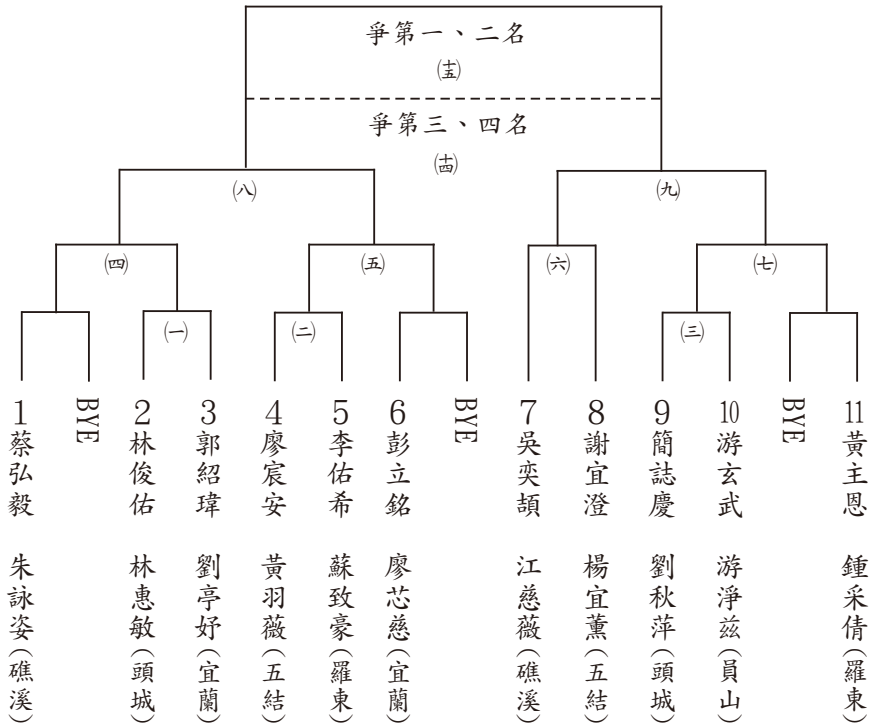 爭第一、二名
㈩五
爭第三、四名
㈩四
㈧
㈨
㈣
㈤
㈥
㈦
㈠
㈡
㈢
1 蔡弘毅 朱詠姿(礁溪)
BYE
2 林俊佑 林惠敏(頭城)
3 郭紹瑋 劉亭妤(宜蘭)
4 廖宸安 黃羽薇(五結)
5 李佑希 蘇致豪(羅東)
6 彭立銘 廖芯慈(宜蘭)
BYE
7 吳奕頡 江慈薇(礁溪)
8 謝宜澄 楊宜薰(五結)
9 簡誌慶 劉秋萍(頭城)
10 游玄武 游淨茲(員山)
BYE
11 黃主恩 鍾采倩(羅東)